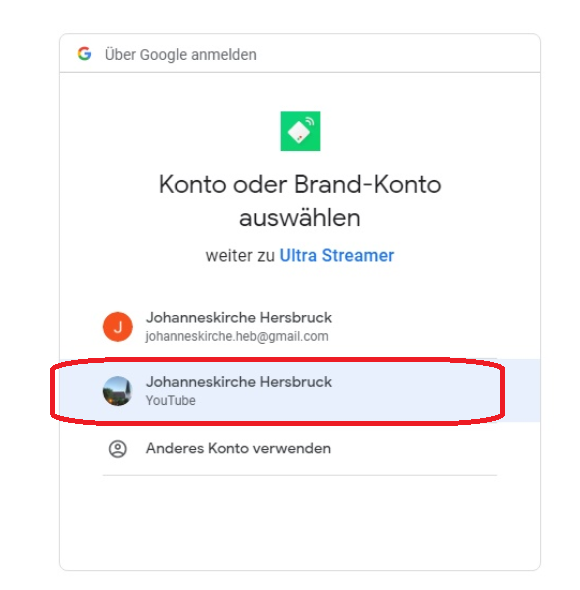 Über Google anmelden
Konto oder Brand-Konto
auswählen
weiter zu Ultra Streamer
J
Johanneskirche Hersbruck
johanneskirche.heb@gmail.com
Johanneskirche Hersbruck
YouTube
Anderes Konto verwenden